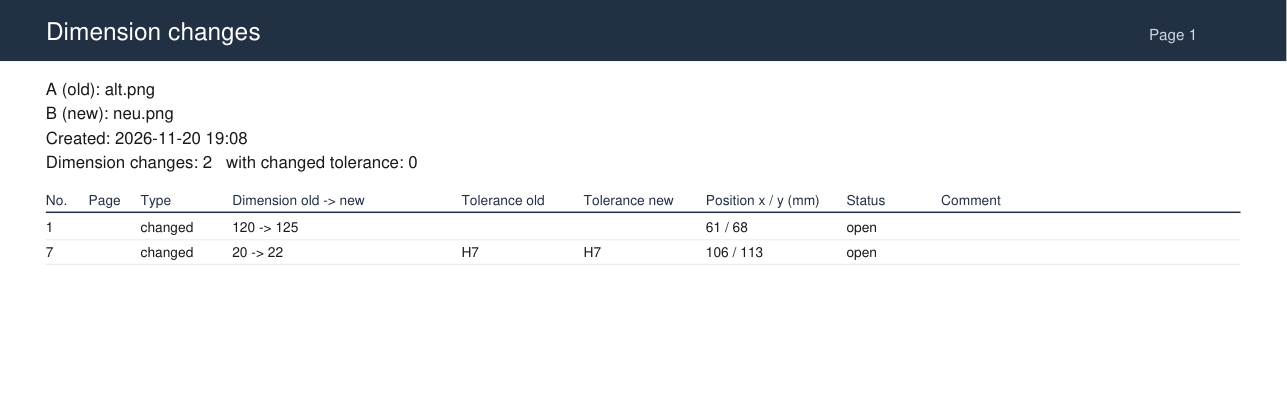 Dimension changes Page 1
A (old): alt.png
B (new): neu.png
Created: 2026-11-20 19:08
Dimension changes: 2 with changed tolerance: 0
No. Page Type Dimension old -> new Tolerance old Tolerance new Position x / y (mm) Status Comment
1 changed 120 -> 125 61 / 68 open
7 changed 20 -> 22 H7 H7 106 / 113 open